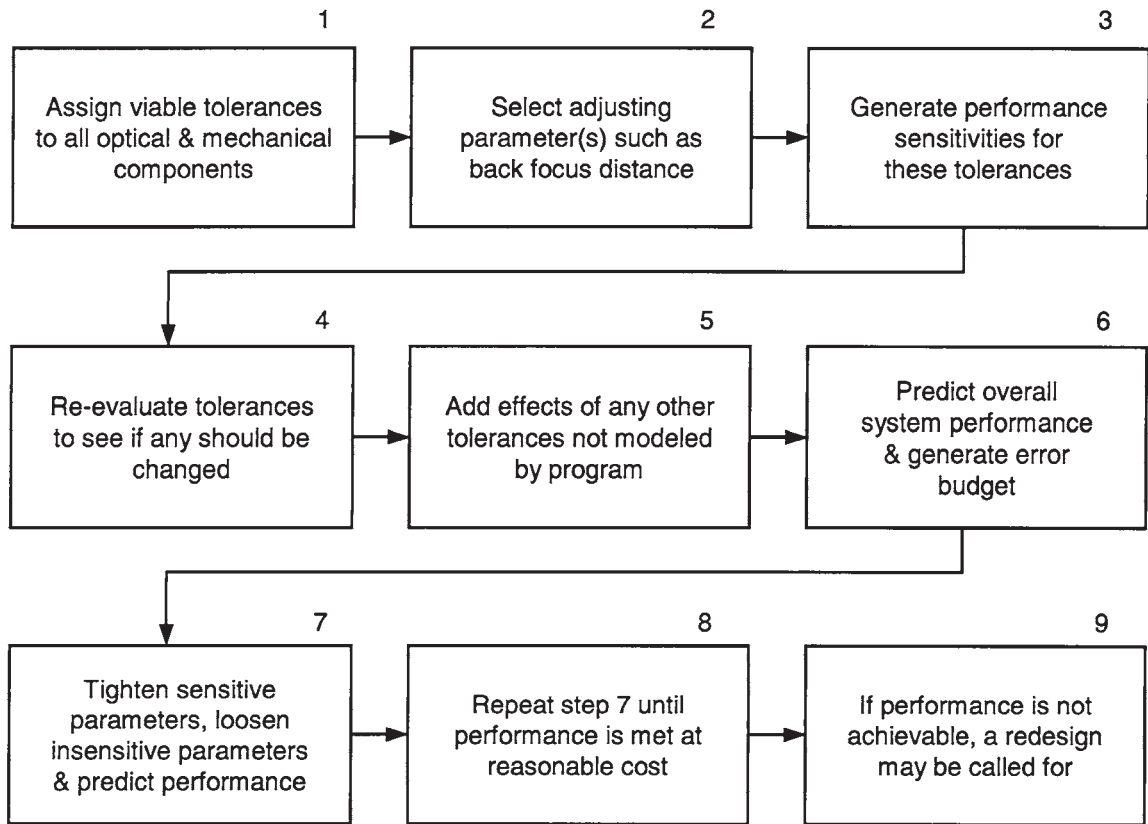 1
Assign viable tolerances
to all optical & mechanical
components
2
Select adjusting
parameter(s) such as
back focus distance
3
Generate performance
sensitivities for
these tolerances
4
Re-evaluate tolerances
to see if any should be
changed
5
Add effects of any other
tolerances not modeled
by program
6
Predict overall
system performance
& generate error
budget
7
Tighten sensitive
parameters, loosen
insensitive parameters
& predict performance
8
Repeat step 7 until
performance is met at
reasonable cost
9
If performance is not
achievable, a redesign
may be called for